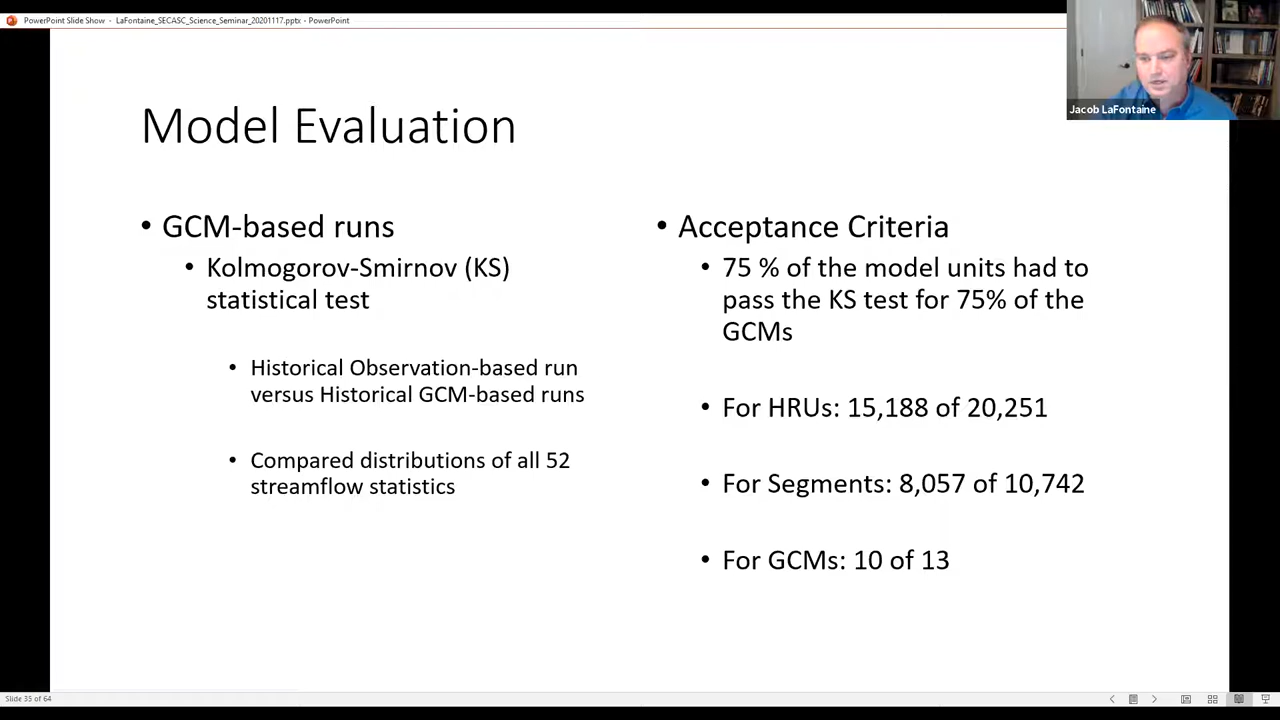 PowerPoint Slide Show - LaFontaine_SECASC_Science_Seminar_20201117.pptx - PowerPoint
Jacob LaFontaine
Model Evaluation
• GCM-based runs
• Kolmogorov-Smirnov (KS)
statistical test
• Historical Observation-based run
versus Historical GCM-based runs
• Compared distributions of all 52
streamflow statistics
• Acceptance Criteria
• 75 % of the model units had to
pass the KS test for 75% of the
GCMs
• For HRUs: 15,188 of 20,251
• For Segments: 8,057 of 10,742
• For GCMs: 10 of 13
Slide 35 of 64